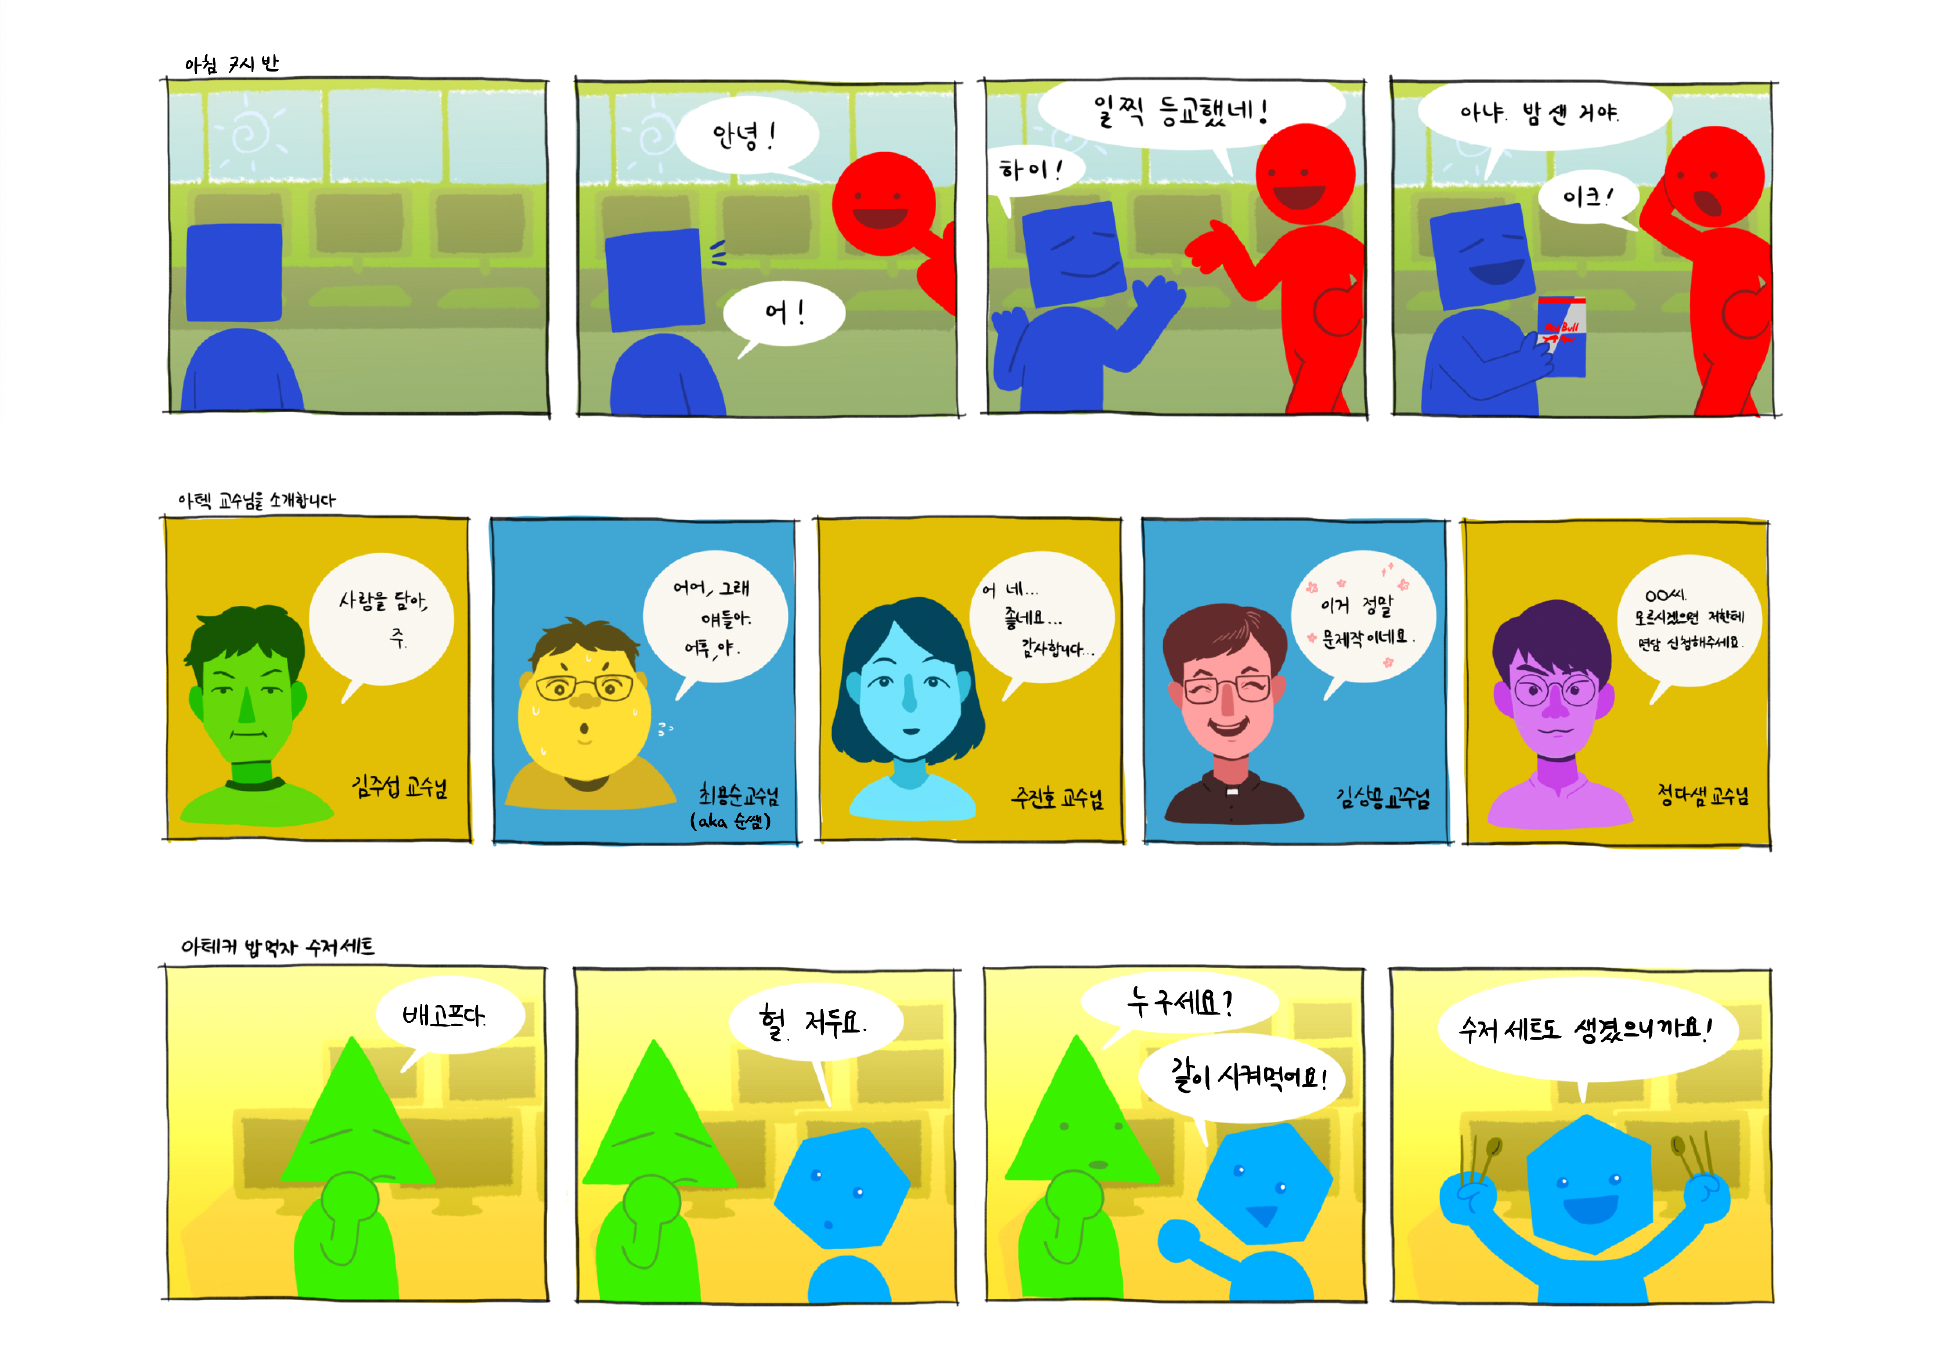 아침 7시 반
안녕!
어!
일찍 등교했네!
하이!
아냐. 밤 샌 거야.
이크!
Red Bull
아텍 교수님을 소개합니다
사랑을 담아,
주.
김주섭 교수님
어어, 그래
얘들아.
어후, 야.
최용순교수님
(aka 순쌤)
어 네...
좋네요...
감사합니다...
주진호 교수님
이거 정말
문제작이네요.
김상용교수님
OO씨.
모르시겠으면 저한테
면담 신청해주세요.
정다샘교수님
아테커 밥먹자 수저세트
배고프다.
헐. 저두요.
누구세요?
같이 시켜먹어요!
수저 세트도 생겼으니까요!